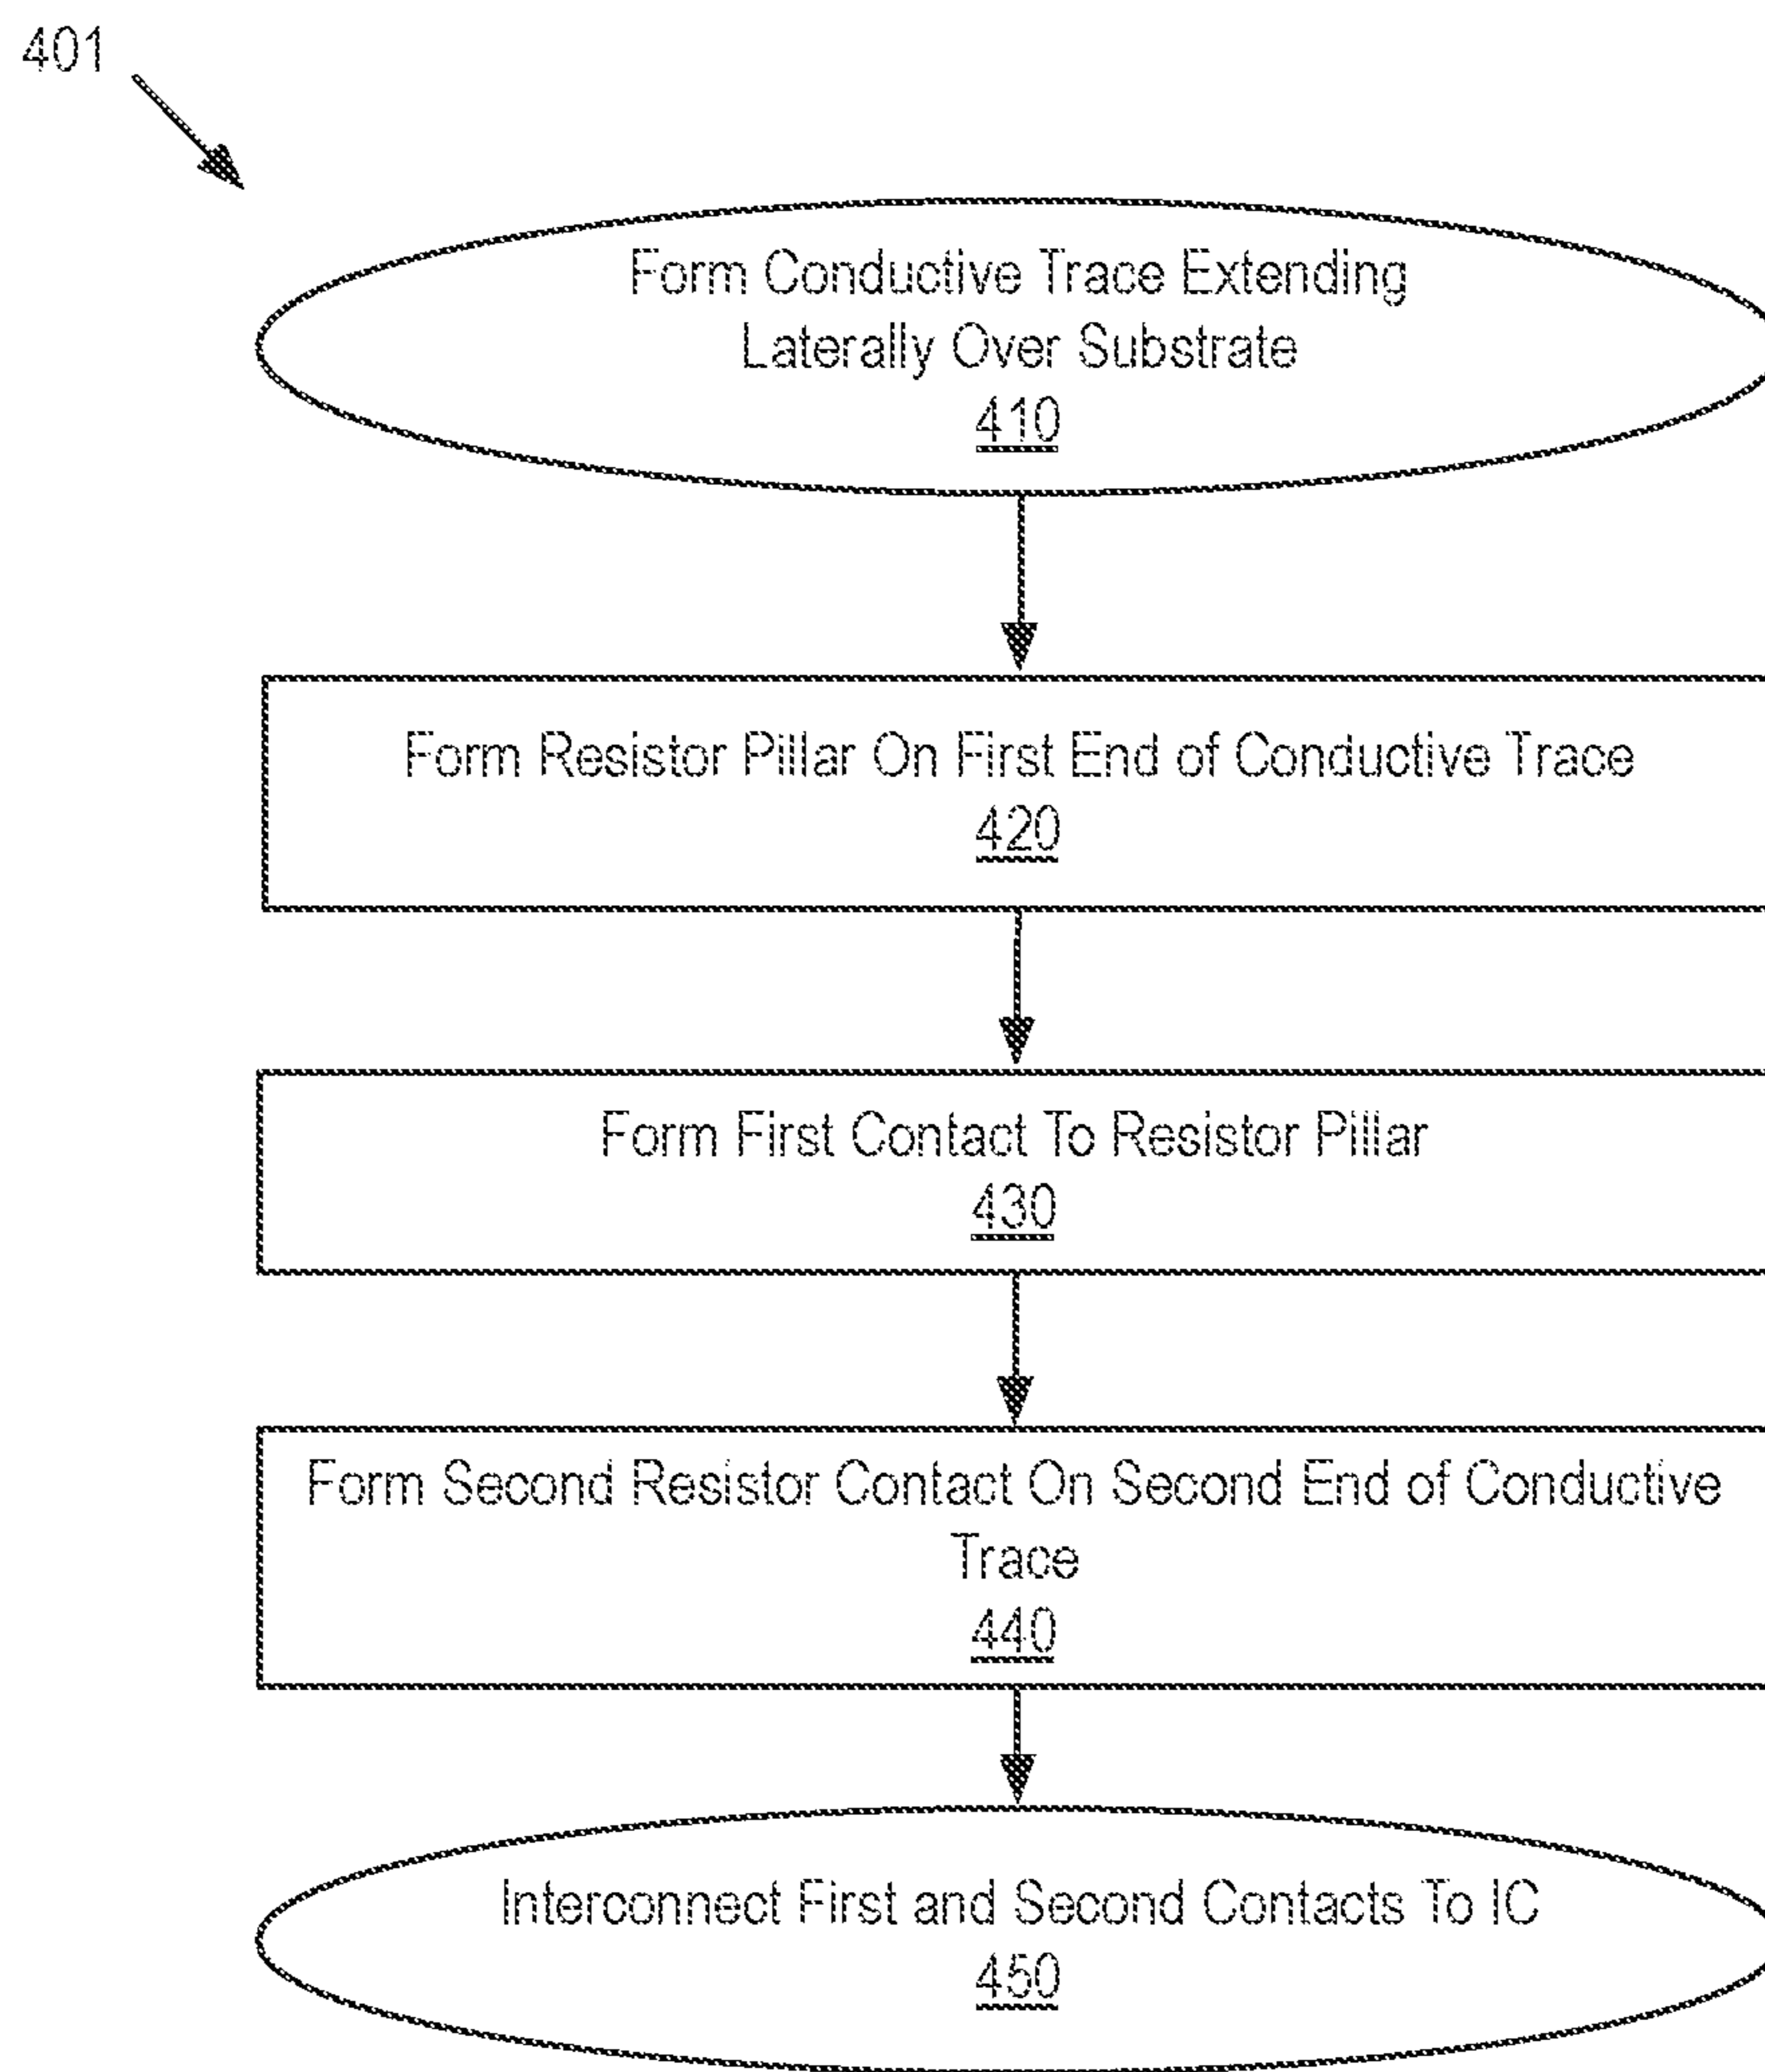 401
Form Conductive Trace Extending
Laterally Over Substrate
410
Form Resistor Pillar On First End of Conductive Trace
420
Form First Contact To Resistor Pillar
430
Form Second Resistor Contact On Second End of Conductive
Trace
440
Interconnect First and Second Contacts To IC
450